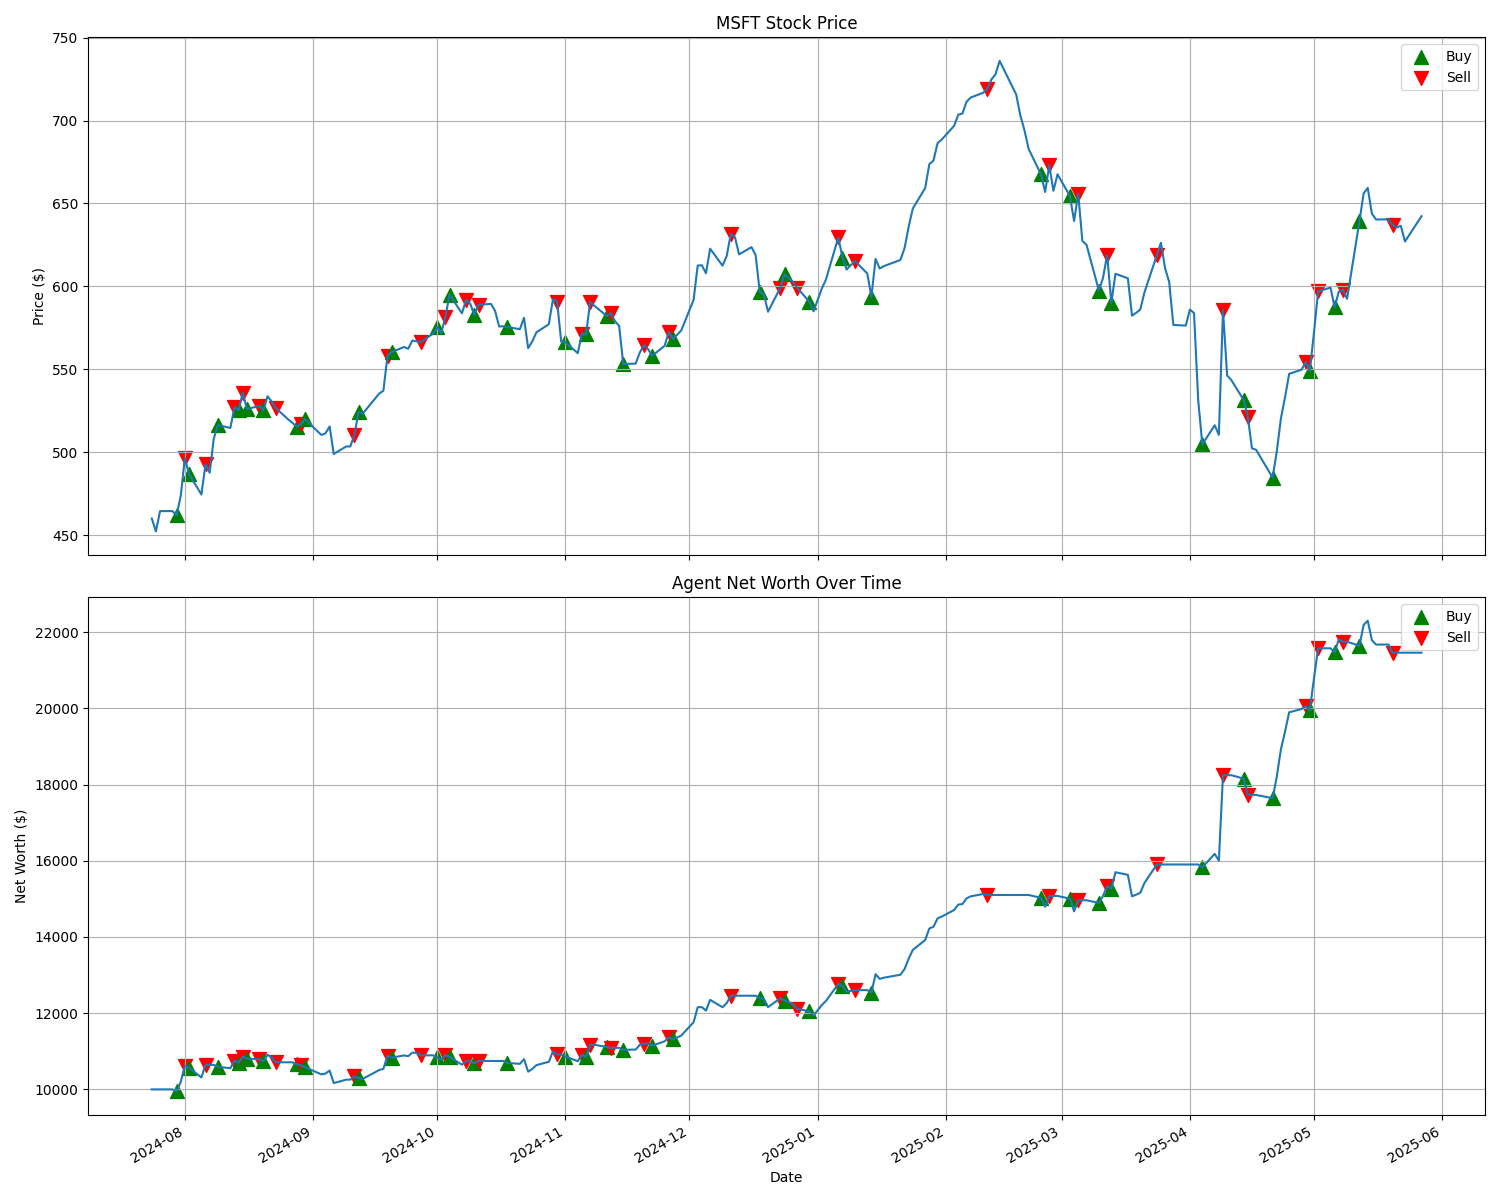 MSFT Stock Price
750
700
650
600
550
500
450
Price ($)
Buy
Sell
Agent Net Worth Over Time
22000
20000
18000
16000
14000
12000
10000
Net Worth ($)
Buy
Sell
2024-08
2024-09
2024-10
2024-11
2024-12
2025-01
2025-02
2025-03
2025-04
2025-05
2025-06
Date